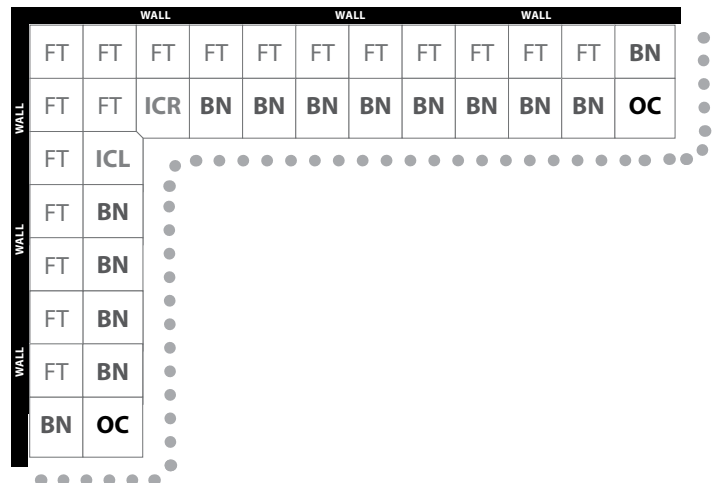 WALL WALL WALL
FT FT FT FT FT FT FT FT FT FT FT BN
FT FT ICR BN BN BN BN BN BN BN BN OC
WALL
FT ICL
FT BN
WALL
FT BN
FT BN
WALL
FT BN
BN OC